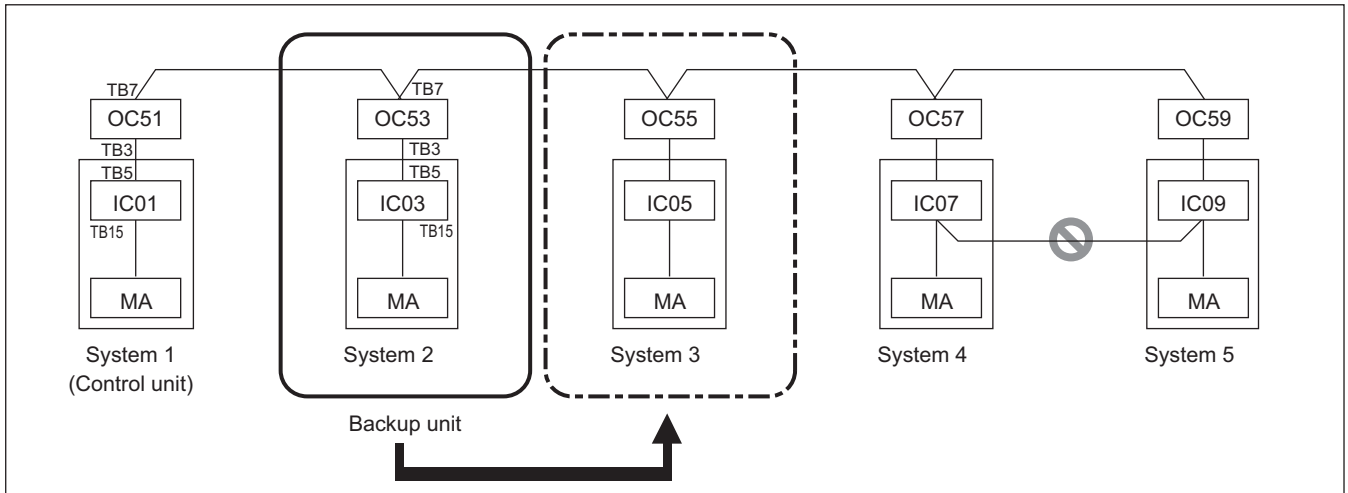 TB7
TB7
OC51
OC53
OC55
OC57
OC59
TB3
TB3
TB5
TB5
IC01
IC03
IC05
IC07
IC09
TB15
TB15
MA
MA
MA
MA
MA
System 1
(Control unit)
System 2
System 3
System 4
System 5
Backup unit